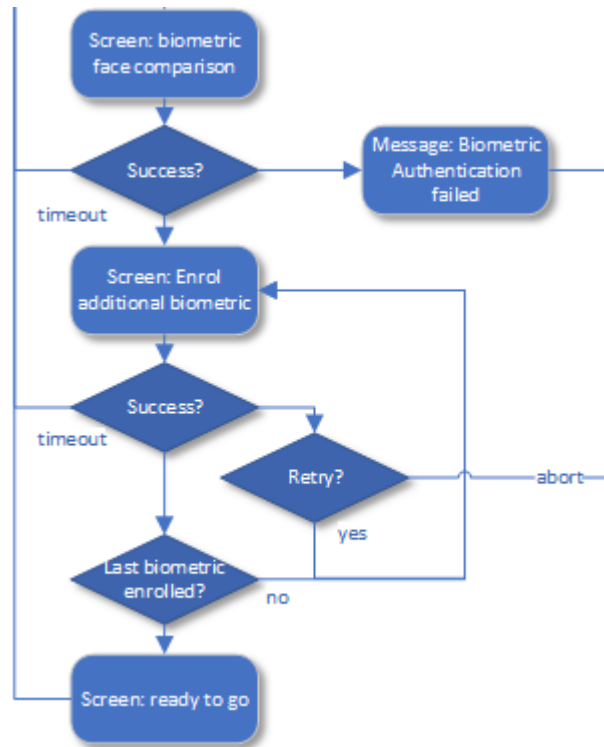 Screen: biometric
face comparison
Success?
Message: Biometric
Authentication
failed
timeout
Screen: Enrol
additional biometric
Success?
timeout
Retry?
abort
yes
Last biometric
enrolled?
no
Screen: ready to go